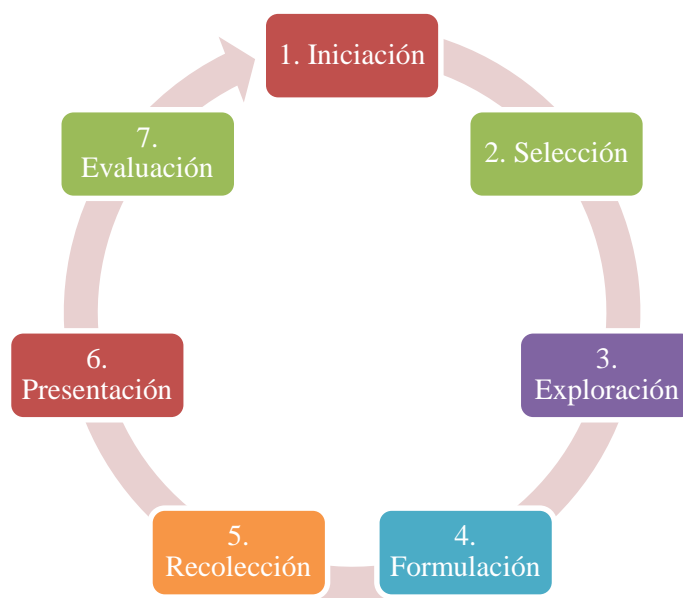 1. Iniciación
2. Selección
3.
Exploración
4.
Formulación
5.
Recolección
6.
Presentación
7.
Evaluación